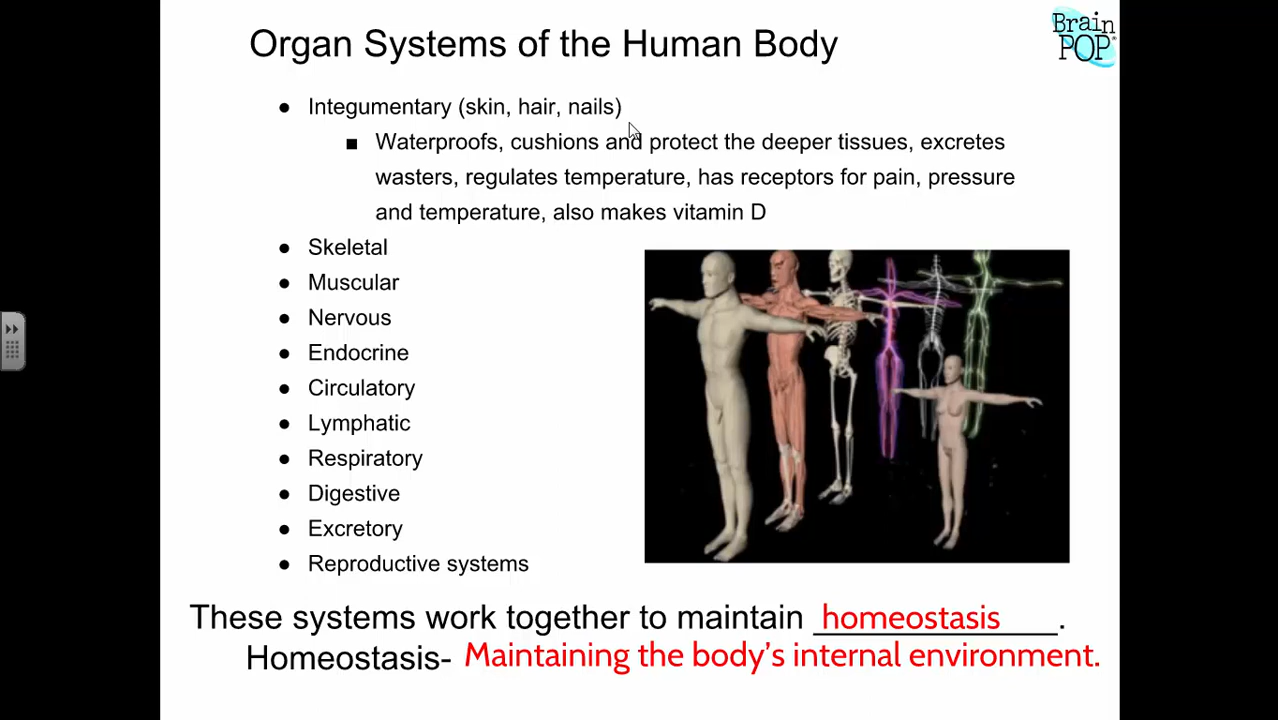 Organ Systems of the Human Body
Brain
POP
● Integumentary (skin, hair, nails)
■ Waterproofs, cushions and protect the deeper tissues, excretes
wasters, regulates temperature, has receptors for pain, pressure
and temperature, also makes vitamin D
● Skeletal
● Muscular
● Nervous
● Endocrine
● Circulatory
● Lymphatic
● Respiratory
● Digestive
● Excretory
● Reproductive systems
These systems work together to maintain homeostasis.
Homeostasis- Maintaining the body's internal environment.